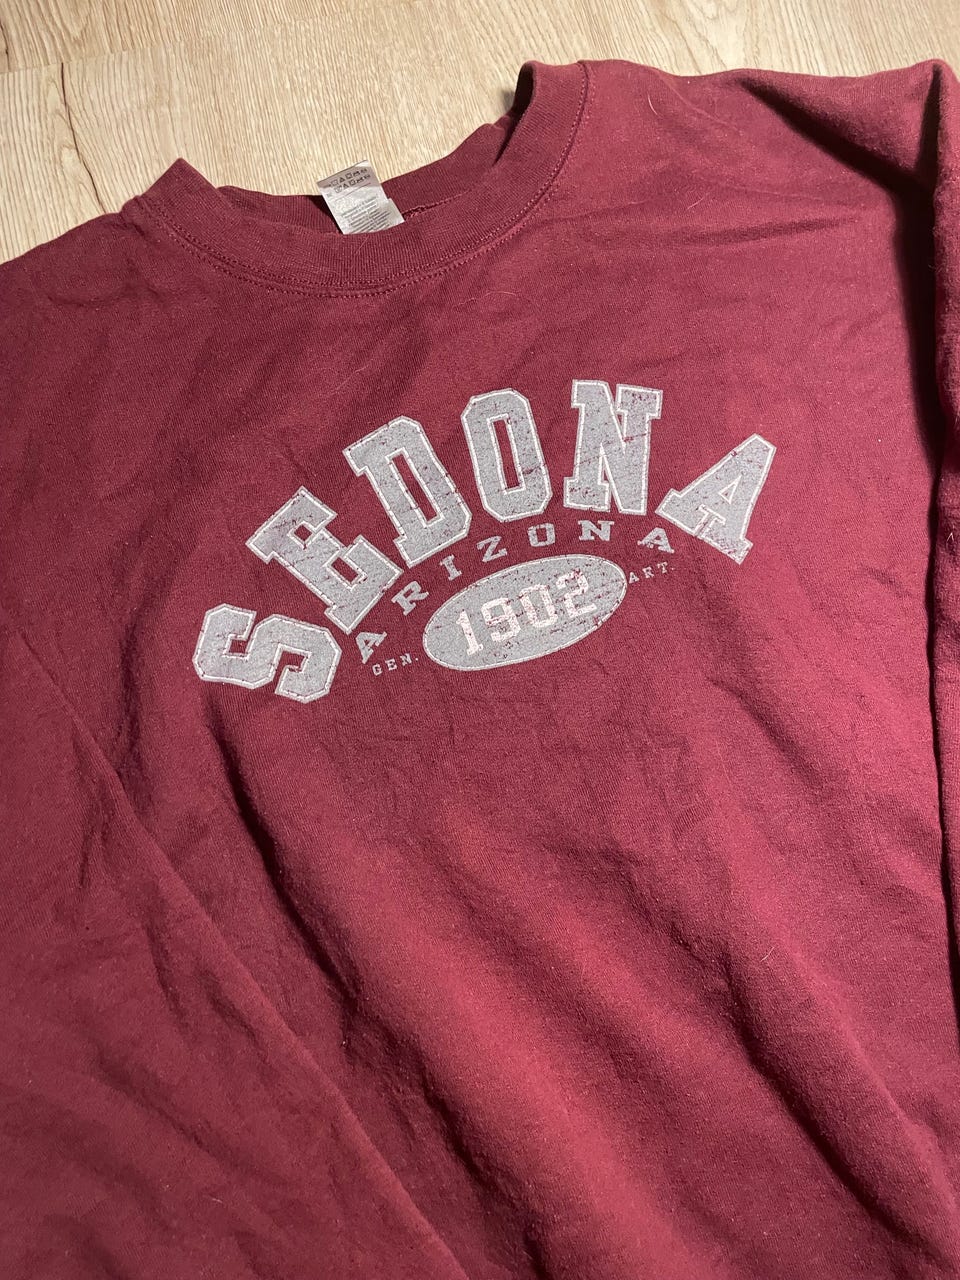 SEDONA
ARIZONA
GEN. 1902 ART.